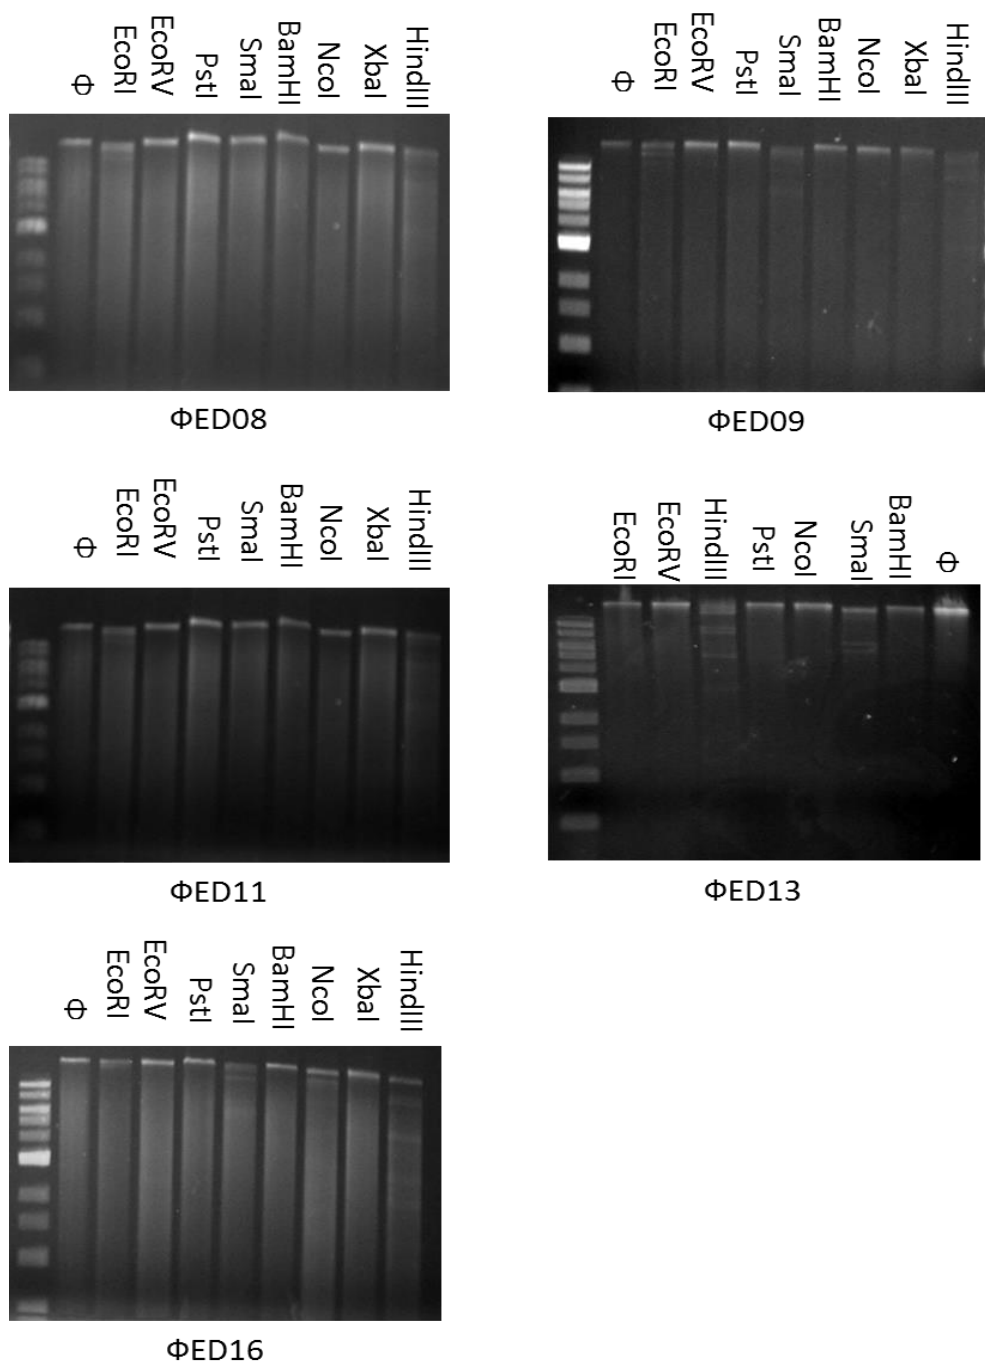 Φ EcoRI EcoRV PstI SmaI BamHI NcoI XbaI HindIII
ΦED08
Φ EcoRI EcoRV PstI SmaI BamHI NcoI XbaI HindIII
ΦED09
Φ EcoRI EcoRV PstI SmaI BamHI NcoI XbaI HindIII
ΦED11
EcoRI EcoRV HindIII PstI NcoI SmaI BamHI Φ
ΦED13
Φ EcoRI EcoRV PstI SmaI BamHI NcoI XbaI HindIII
ΦED16